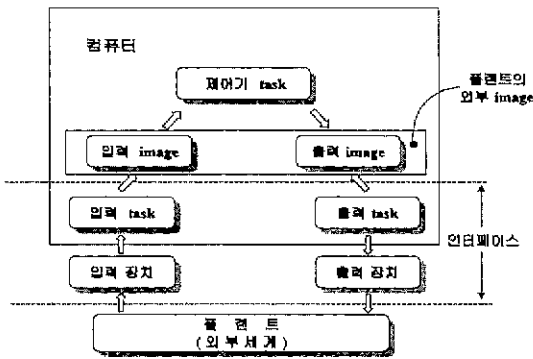 컴퓨터
제어기 task
플랜트의
외부 image
입력 image
출력 image
입력 task
출력 task
인터페이스
입력 장치
출력 장치
플 랜 트
(외부세계)